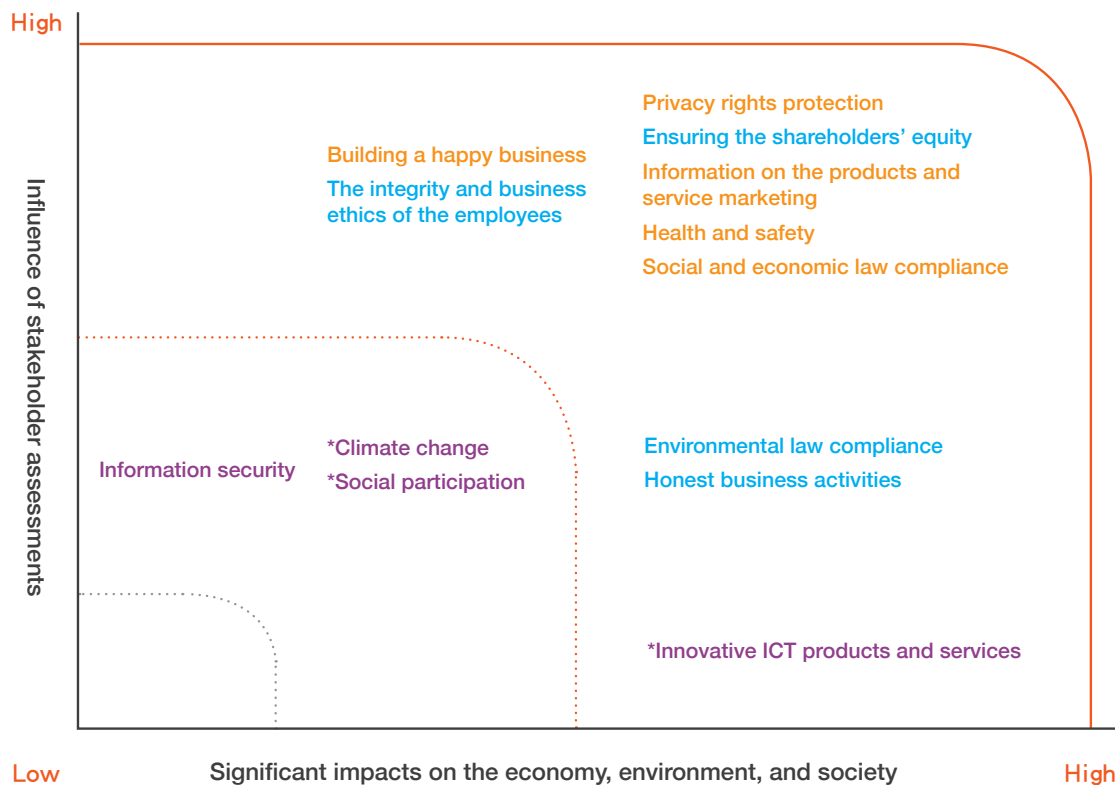 High
Influence of stakeholder assessments
Building a happy business
The integrity and business
ethics of the employees
Privacy rights protection
Ensuring the shareholders’ equity
Information on the products and
service marketing
Health and safety
Social and economic law compliance
Information security
*Climate change
*Social participation
Environmental law compliance
Honest business activities
*Innovative ICT products and services
Low
Significant impacts on the economy, environment, and society
High